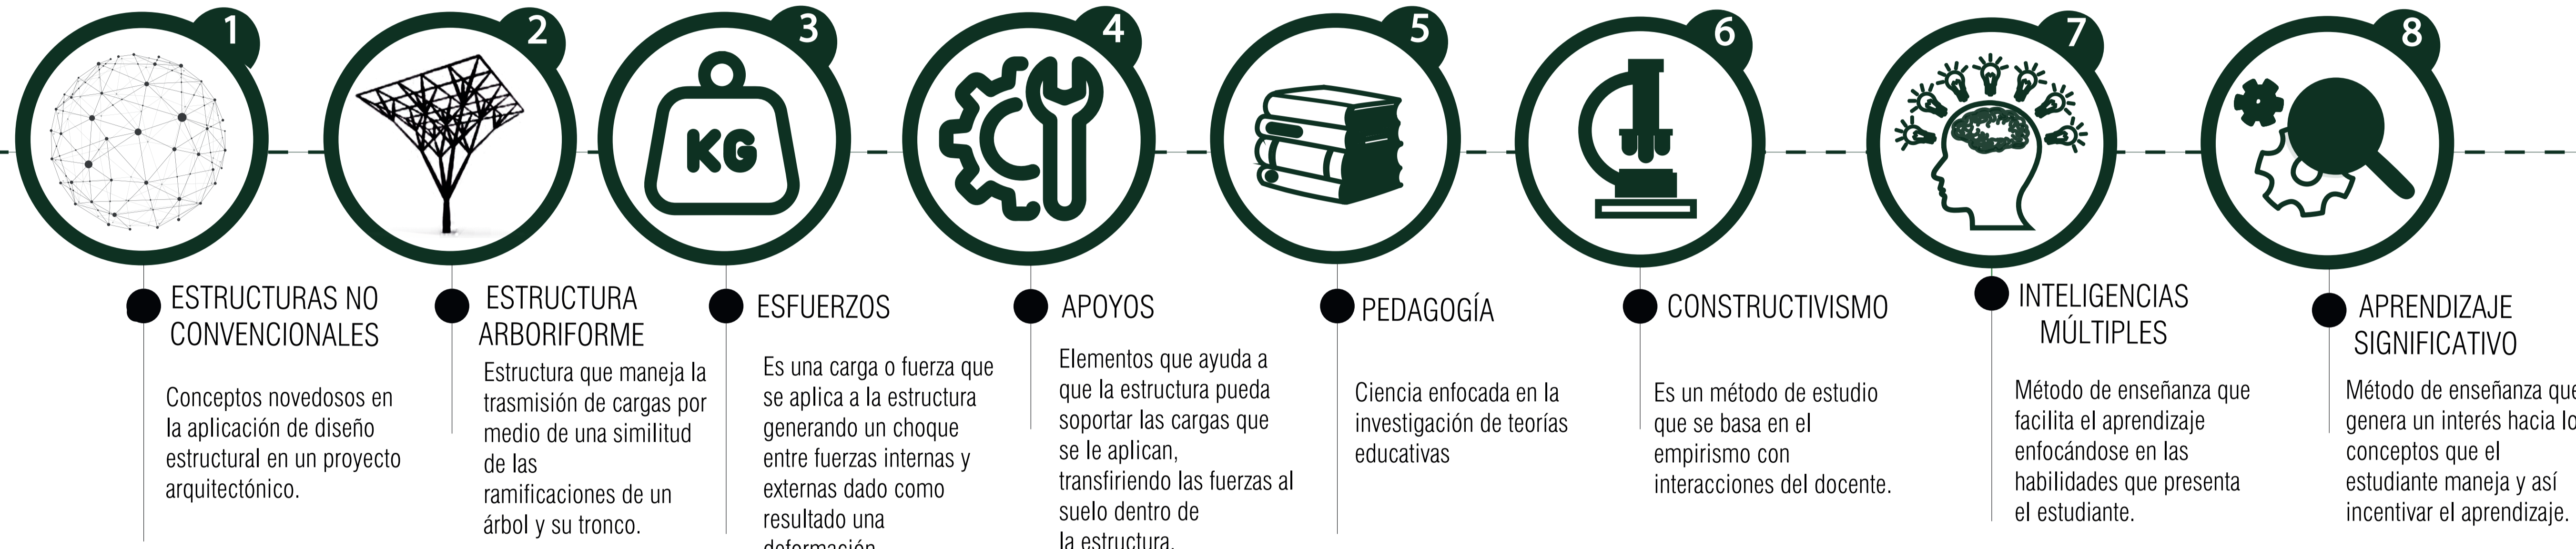 1
ESTRUCTURAS NO
CONVENCIONALES
Conceptos novedosos en
la aplicación de diseño
estructural en un proyecto
arquitectónico.
2
ESTRUCTURA
ARBORIFORME
Estructura que maneja la
trasmisión de cargas por
medio de una similitud
de las
ramificaciones de un
árbol y su tronco.
3
KG
ESFUERZOS
Es una carga o fuerza que
se aplica a la estructura
generando un choque
entre fuerzas internas y
externas dado como
resultado una
deformación
4
APOYOS
Elementos que ayuda a
que la estructura pueda
soportar las cargas que
se le aplican,
transfiriendo las fuerzas al
suelo dentro de
la estructura.
5
PEDAGOGÍA
Ciencia enfocada en la
investigación de teorías
educativas
6
CONSTRUCTIVISMO
Es un método de estudio
que se basa en el
empirismo con
interacciones del docente.
7
INTELIGENCIAS
MÚLTIPLES
Método de enseñanza que
facilita el aprendizaje
enfocándose en las
habilidades que presenta
el estudiante.
8
APRENDIZAJE
SIGNIFICATIVO
Método de enseñanza que
genera un interés hacia lo
conceptos que el
estudiante maneja y así
incentivar el aprendizaje.